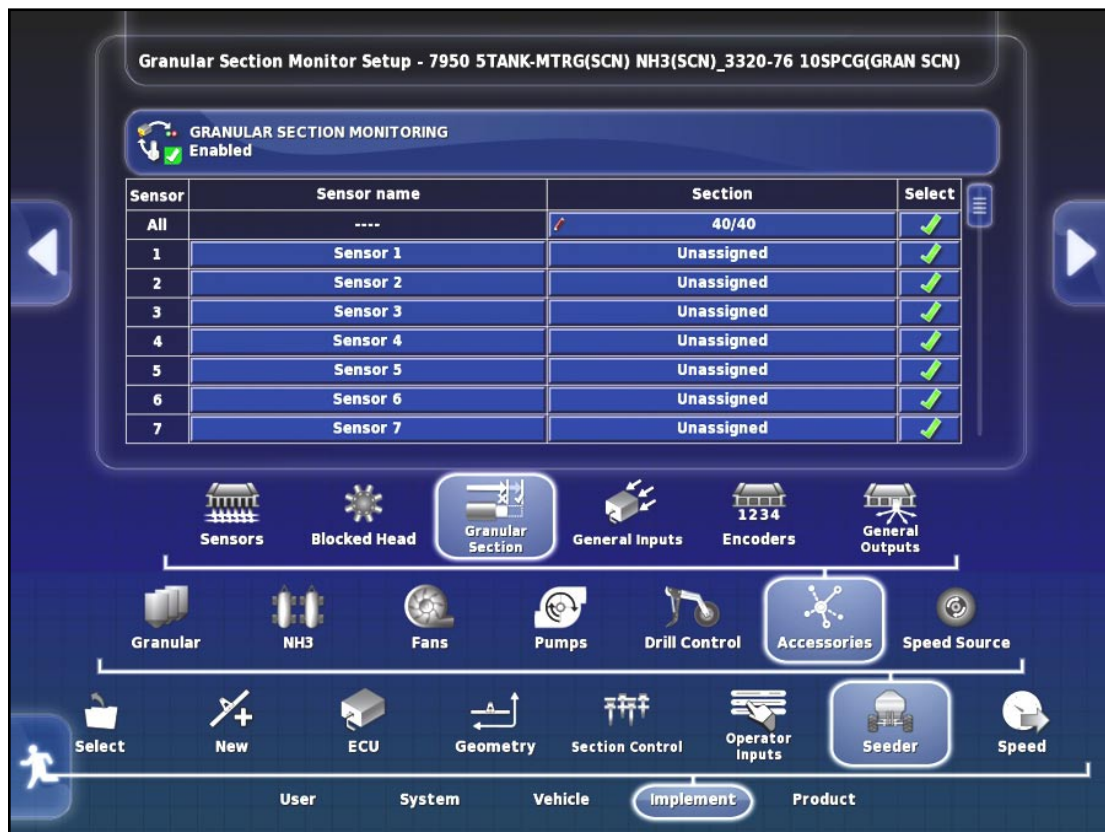 Granular Section Monitor Setup - 7950 5TANK-MTRG(SCN) NH3(SCN)_3320-76 10SPCG(GRAN SCN)
GRANULAR SECTION MONITORING
Enabled
Sensor Sensor name Section Select
All ---- 40/40
1 Sensor 1 Unassigned
2 Sensor 2 Unassigned
3 Sensor 3 Unassigned
4 Sensor 4 Unassigned
5 Sensor 5 Unassigned
6 Sensor 6 Unassigned
7 Sensor 7 Unassigned
1234
Sensors Blocked Head Granular Section General Inputs Encoders General Outputs
Granular NH3 Fans Pumps Drill Control Accessories Speed Source
Select New ECU Geometry Section Control Operator Inputs Seeder Speed
User System Vehicle Implement Product